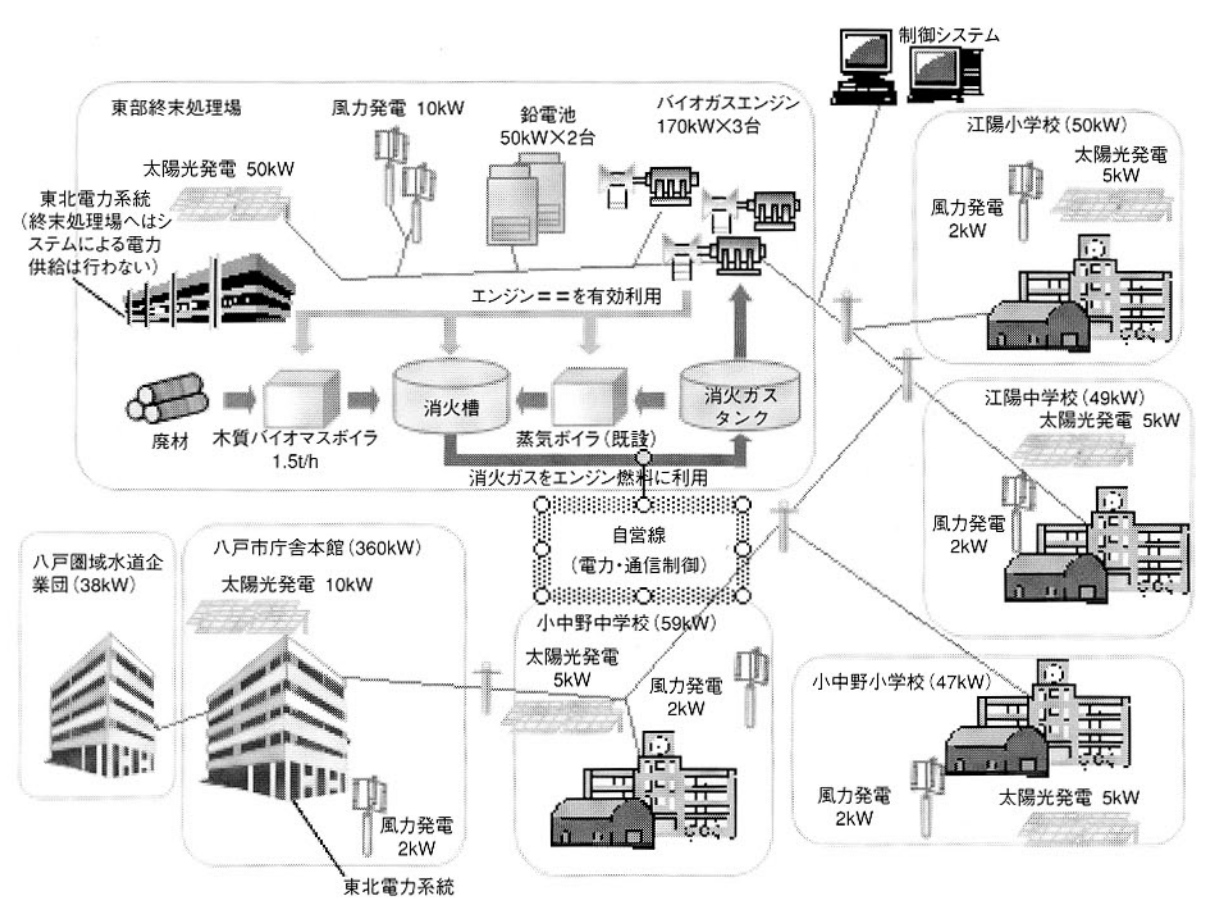 制御システム
東部終末処理場
風力発電 10kW
鉛電池
50kW×2台
バイオガスエンジン
170kW×3台
太陽光発電 50kW
東北電力系統
(終末処理場へはシ
ステムによる電力
供給は行わない)
エンジン==を有効利用
廃材
木質バイオマスボイラ
1.5t/h
消火槽
蒸気ボイラ(既設)
消火ガス
タンク
消火ガスをエンジン燃料に利用
江陽小学校(50kW)
太陽光発電
5kW
風力発電
2kW
江陽中学校(49kW)
太陽光発電 5kW
風力発電
2kW
自営線
(電力・通信制御)
八戸圏域水道企
業団(38kW)
八戸市庁舎本館(360kW)
太陽光発電 10kW
風力発電
2kW
東北電力系統
小中野中学校(59kW)
太陽光発電
5kW
風力発電
2kW
小中野小学校(47kW)
風力発電
2kW
太陽光発電 5kW